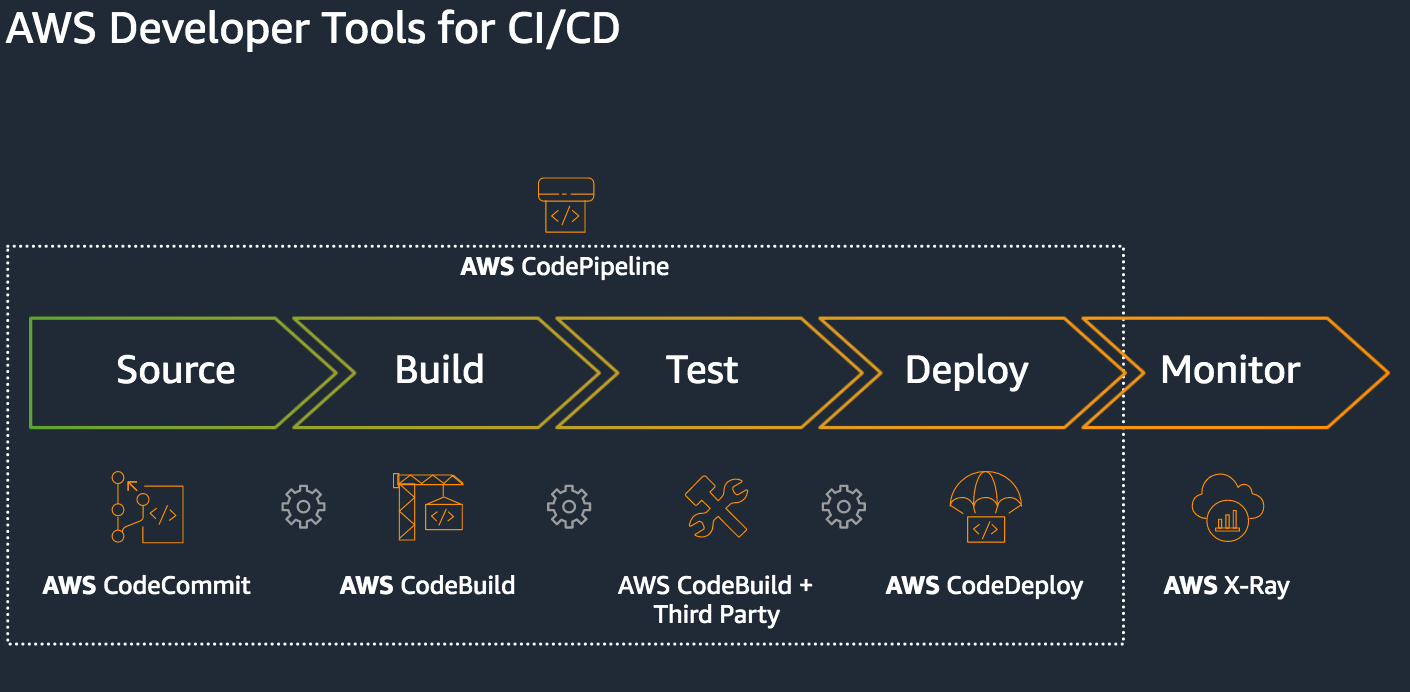 AWS Developer Tools for CI/CD
</>
AWS CodePipeline
Source
Build
Test
Deploy
Monitor
</>
</>
</>
AWS CodeCommit
AWS CodeBuild
AWS CodeBuild +
Third Party
AWS CodeDeploy
AWS X-Ray